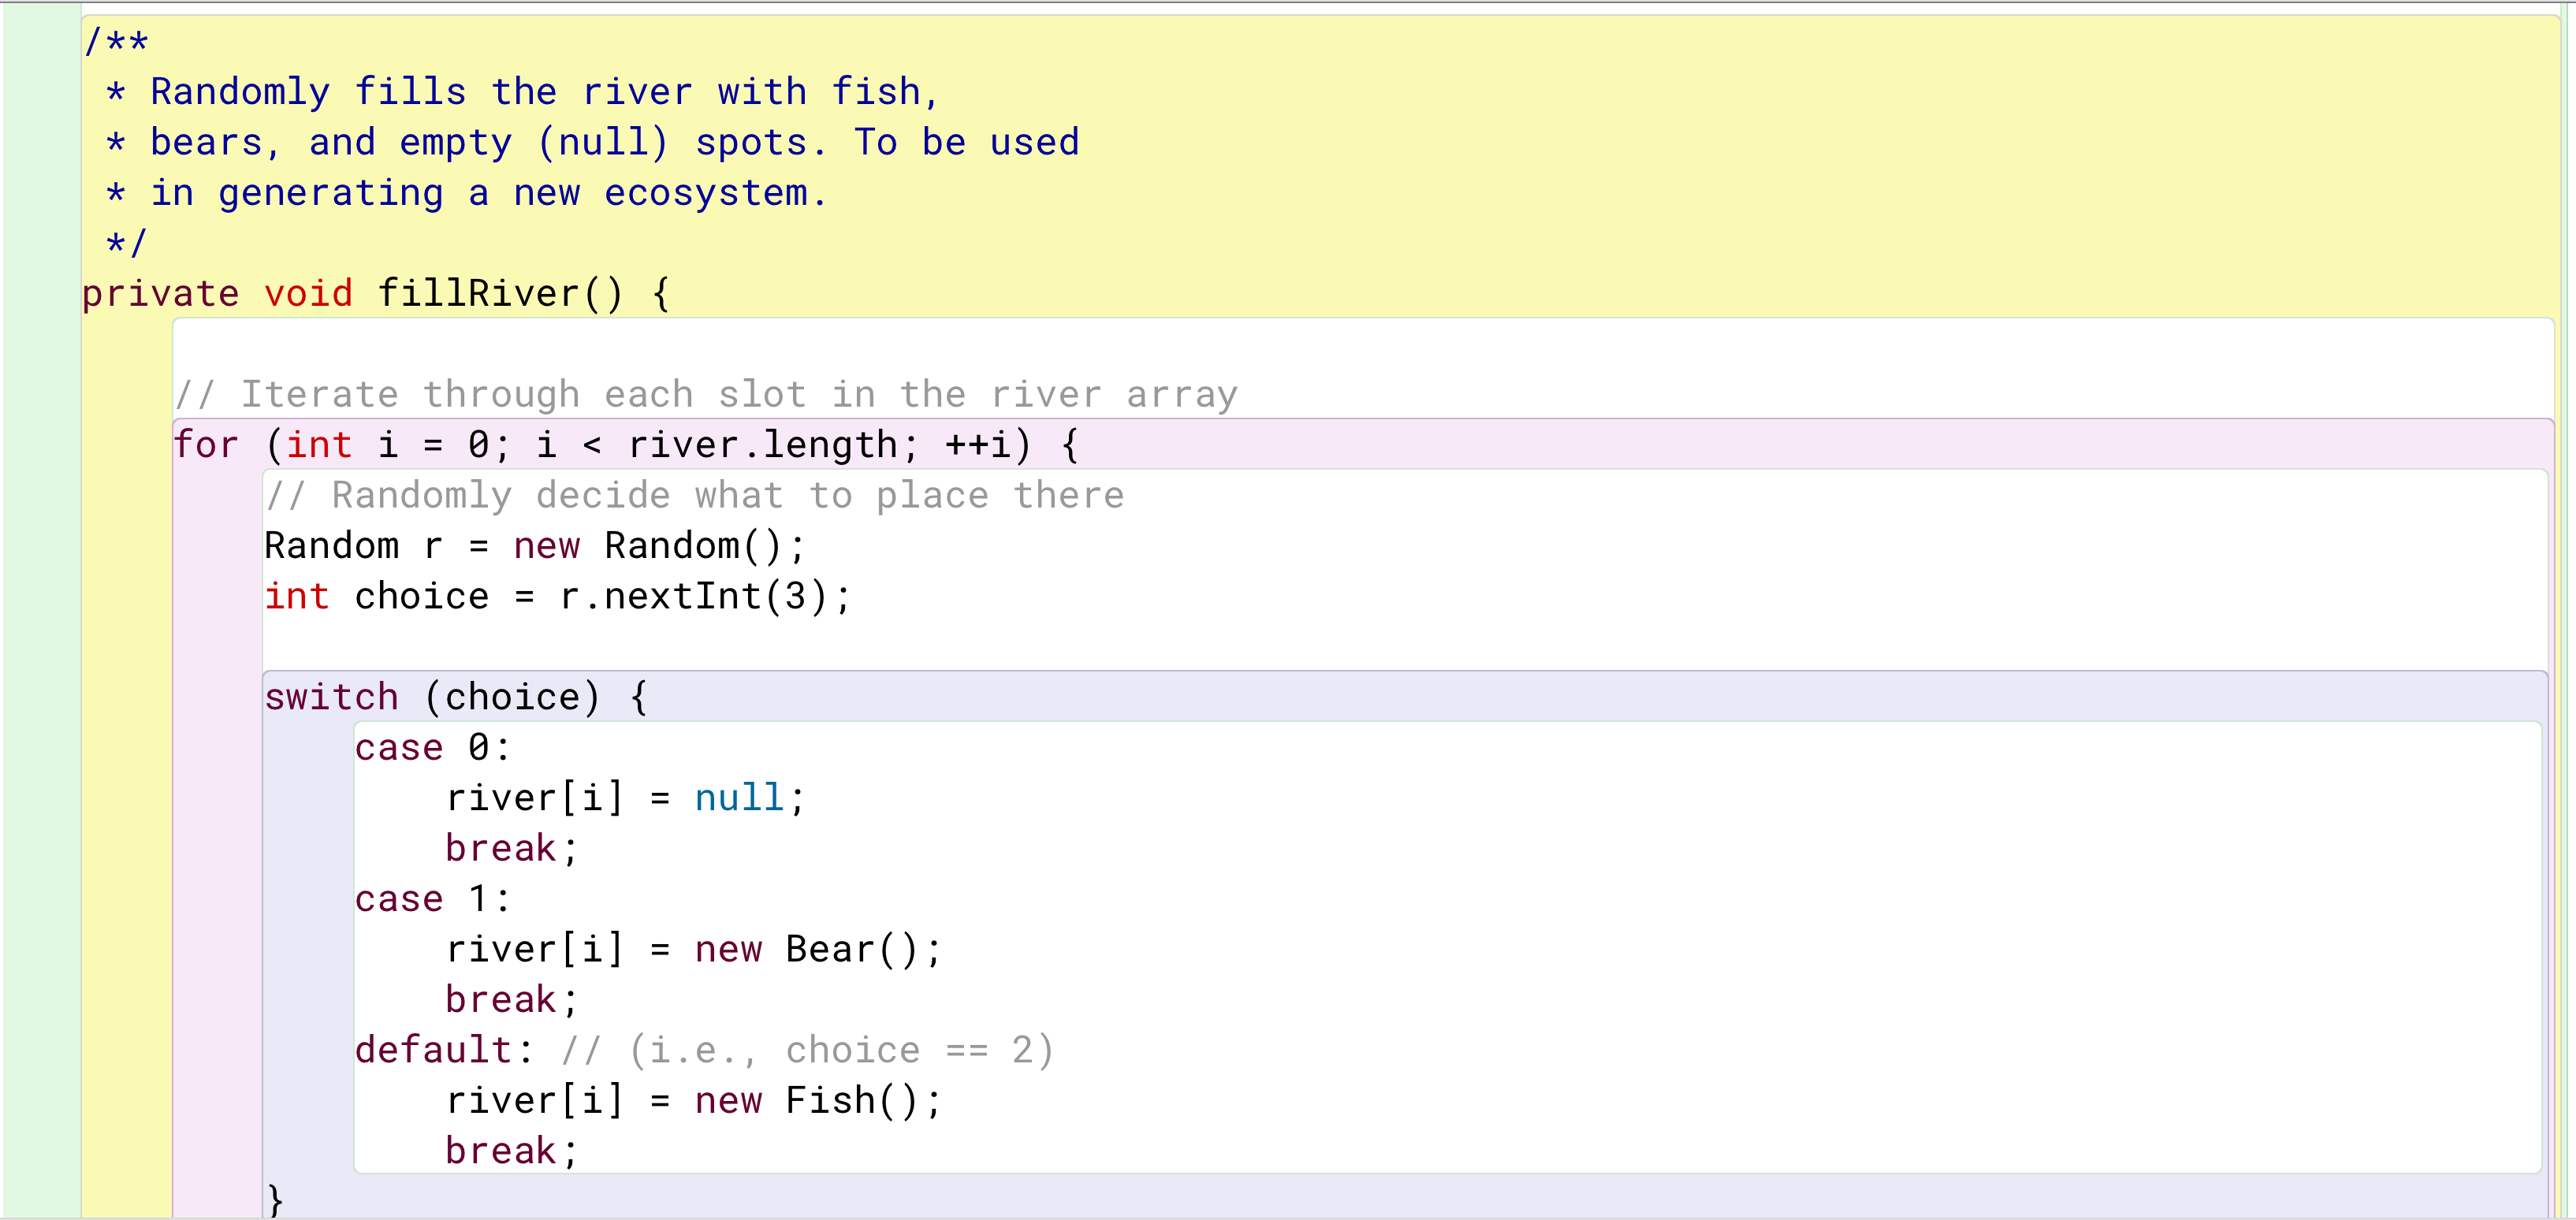 /**
 * Randomly fills the river with fish,
 * bears, and empty (null) spots. To be used
 * in generating a new ecosystem.
 */
private void fillRiver() {
// Iterate through each slot in the river array
for (int i = 0; i < river.length; ++i) {
// Randomly decide what to place there
Random r = new Random();
int choice = r.nextInt(3);
switch (choice) {
case 0:
river[i] = null;
break;
case 1:
river[i] = new Bear();
break;
default: // (i.e., choice == 2)
river[i] = new Fish();
break;
}